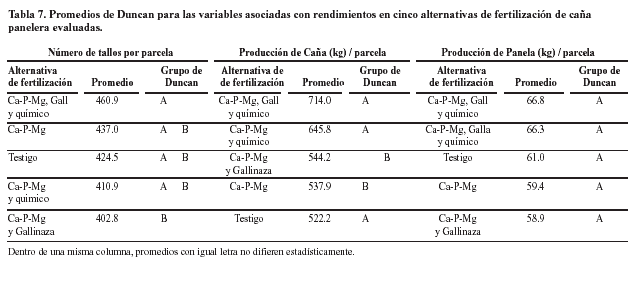 Tabla 7. Promedios de Duncan para las variables asociadas con rendimientos en cinco alternativas de fertilización de caña
panelera evaluadas.
Número de tallos por parcela Producción de Caña (kg) / parcela Producción de Panela (kg) / parcela
Alternativa Grupo de Alternativa Grupo de Alternativa Grupo de
de fertilización Promedio Duncan de fertilización Promedio Duncan de fertilización Promedio Duncan
Ca-P-Mg, Gall 460.9 A Ca-P-Mg, Gall 714.0 A Ca-P-Mg, Gall 66.8 A
y químico y químico y químico
Ca-P-Mg 437.0 A B Ca-P-Mg 645.8 A Ca-P-Mg, Galla 66.3 A
y químico y químico
Testigo 424.5 A B Ca-P-Mg 544.2 B Testigo 61.0 A
y Gallinaza
Ca-P-Mg 410.9 A B Ca-P-Mg 537.9 B Ca-P-Mg 59.4 A
y quimico
Ca-P-Mg 402.8 B Testigo 522.2 A Ca-P-Mg 58.9 A
y Gallinaza y Gallinaza
Dentro de una misma columna, promedios con igual letra no difieren estadísticamente.